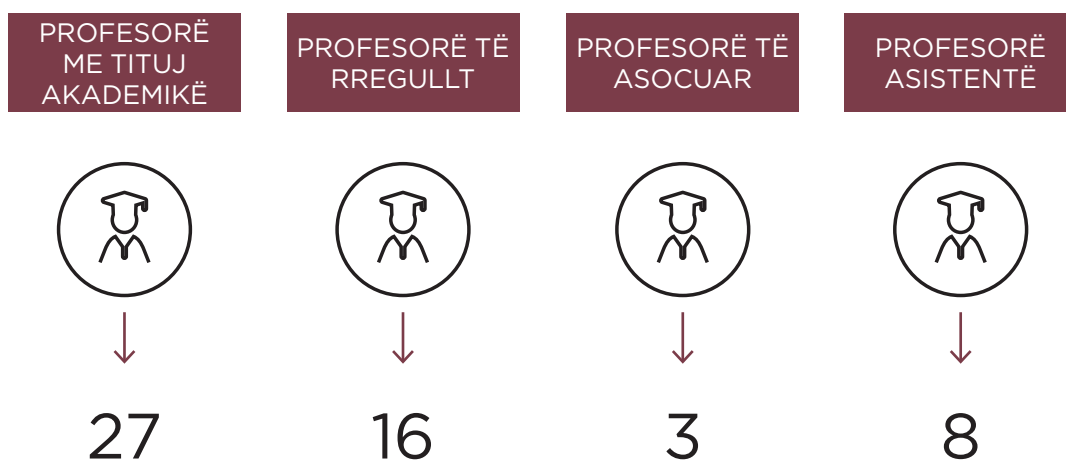 PROFESORË
ME TITUJ
AKADEMIKË
PROFESORË TË
RREGULLT
PROFESORË TË
ASOCUAR
PROFESORË
ASISTENTË
27
16
3
8